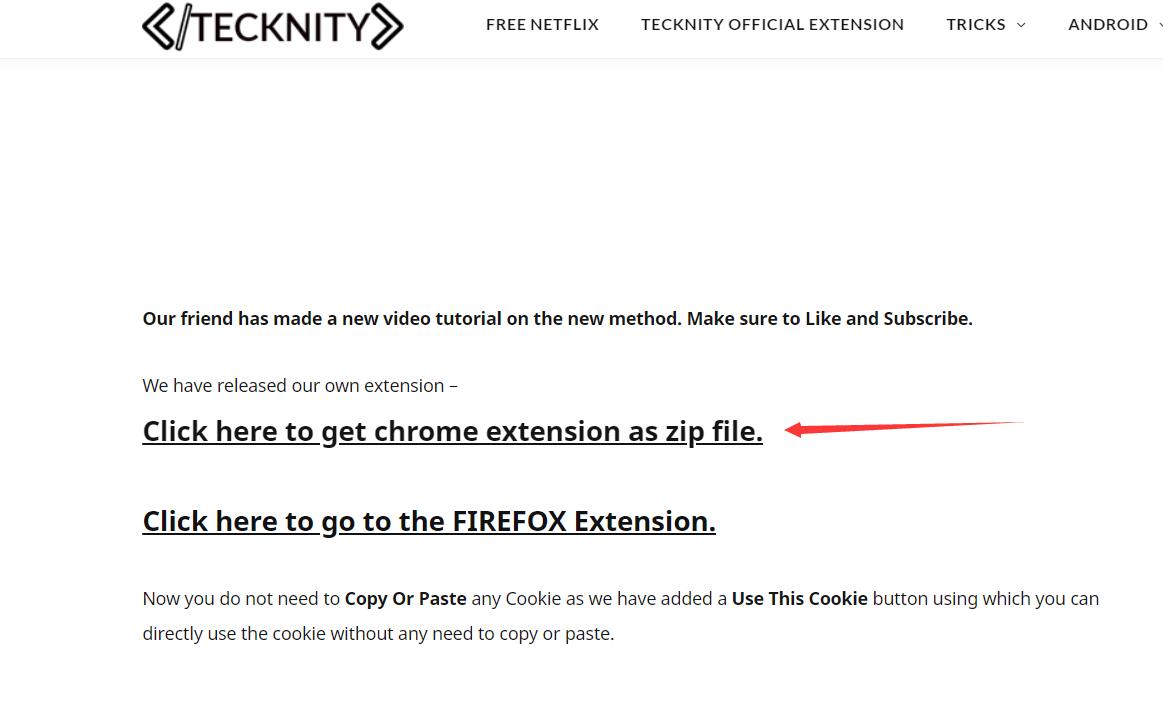 </TECKNITY>
FREE NETFLIX TECKNITY OFFICIAL EXTENSION TRICKS ANDROID
Our friend has made a new video tutorial on the new method. Make sure to Like and Subscribe.
We have released our own extension –
Click here to get chrome extension as zip file.
Click here to go to the FIREFOX Extension.
Now you do not need to Copy Or Paste any Cookie as we have added a Use This Cookie button using which you can
directly use the cookie without any need to copy or paste.